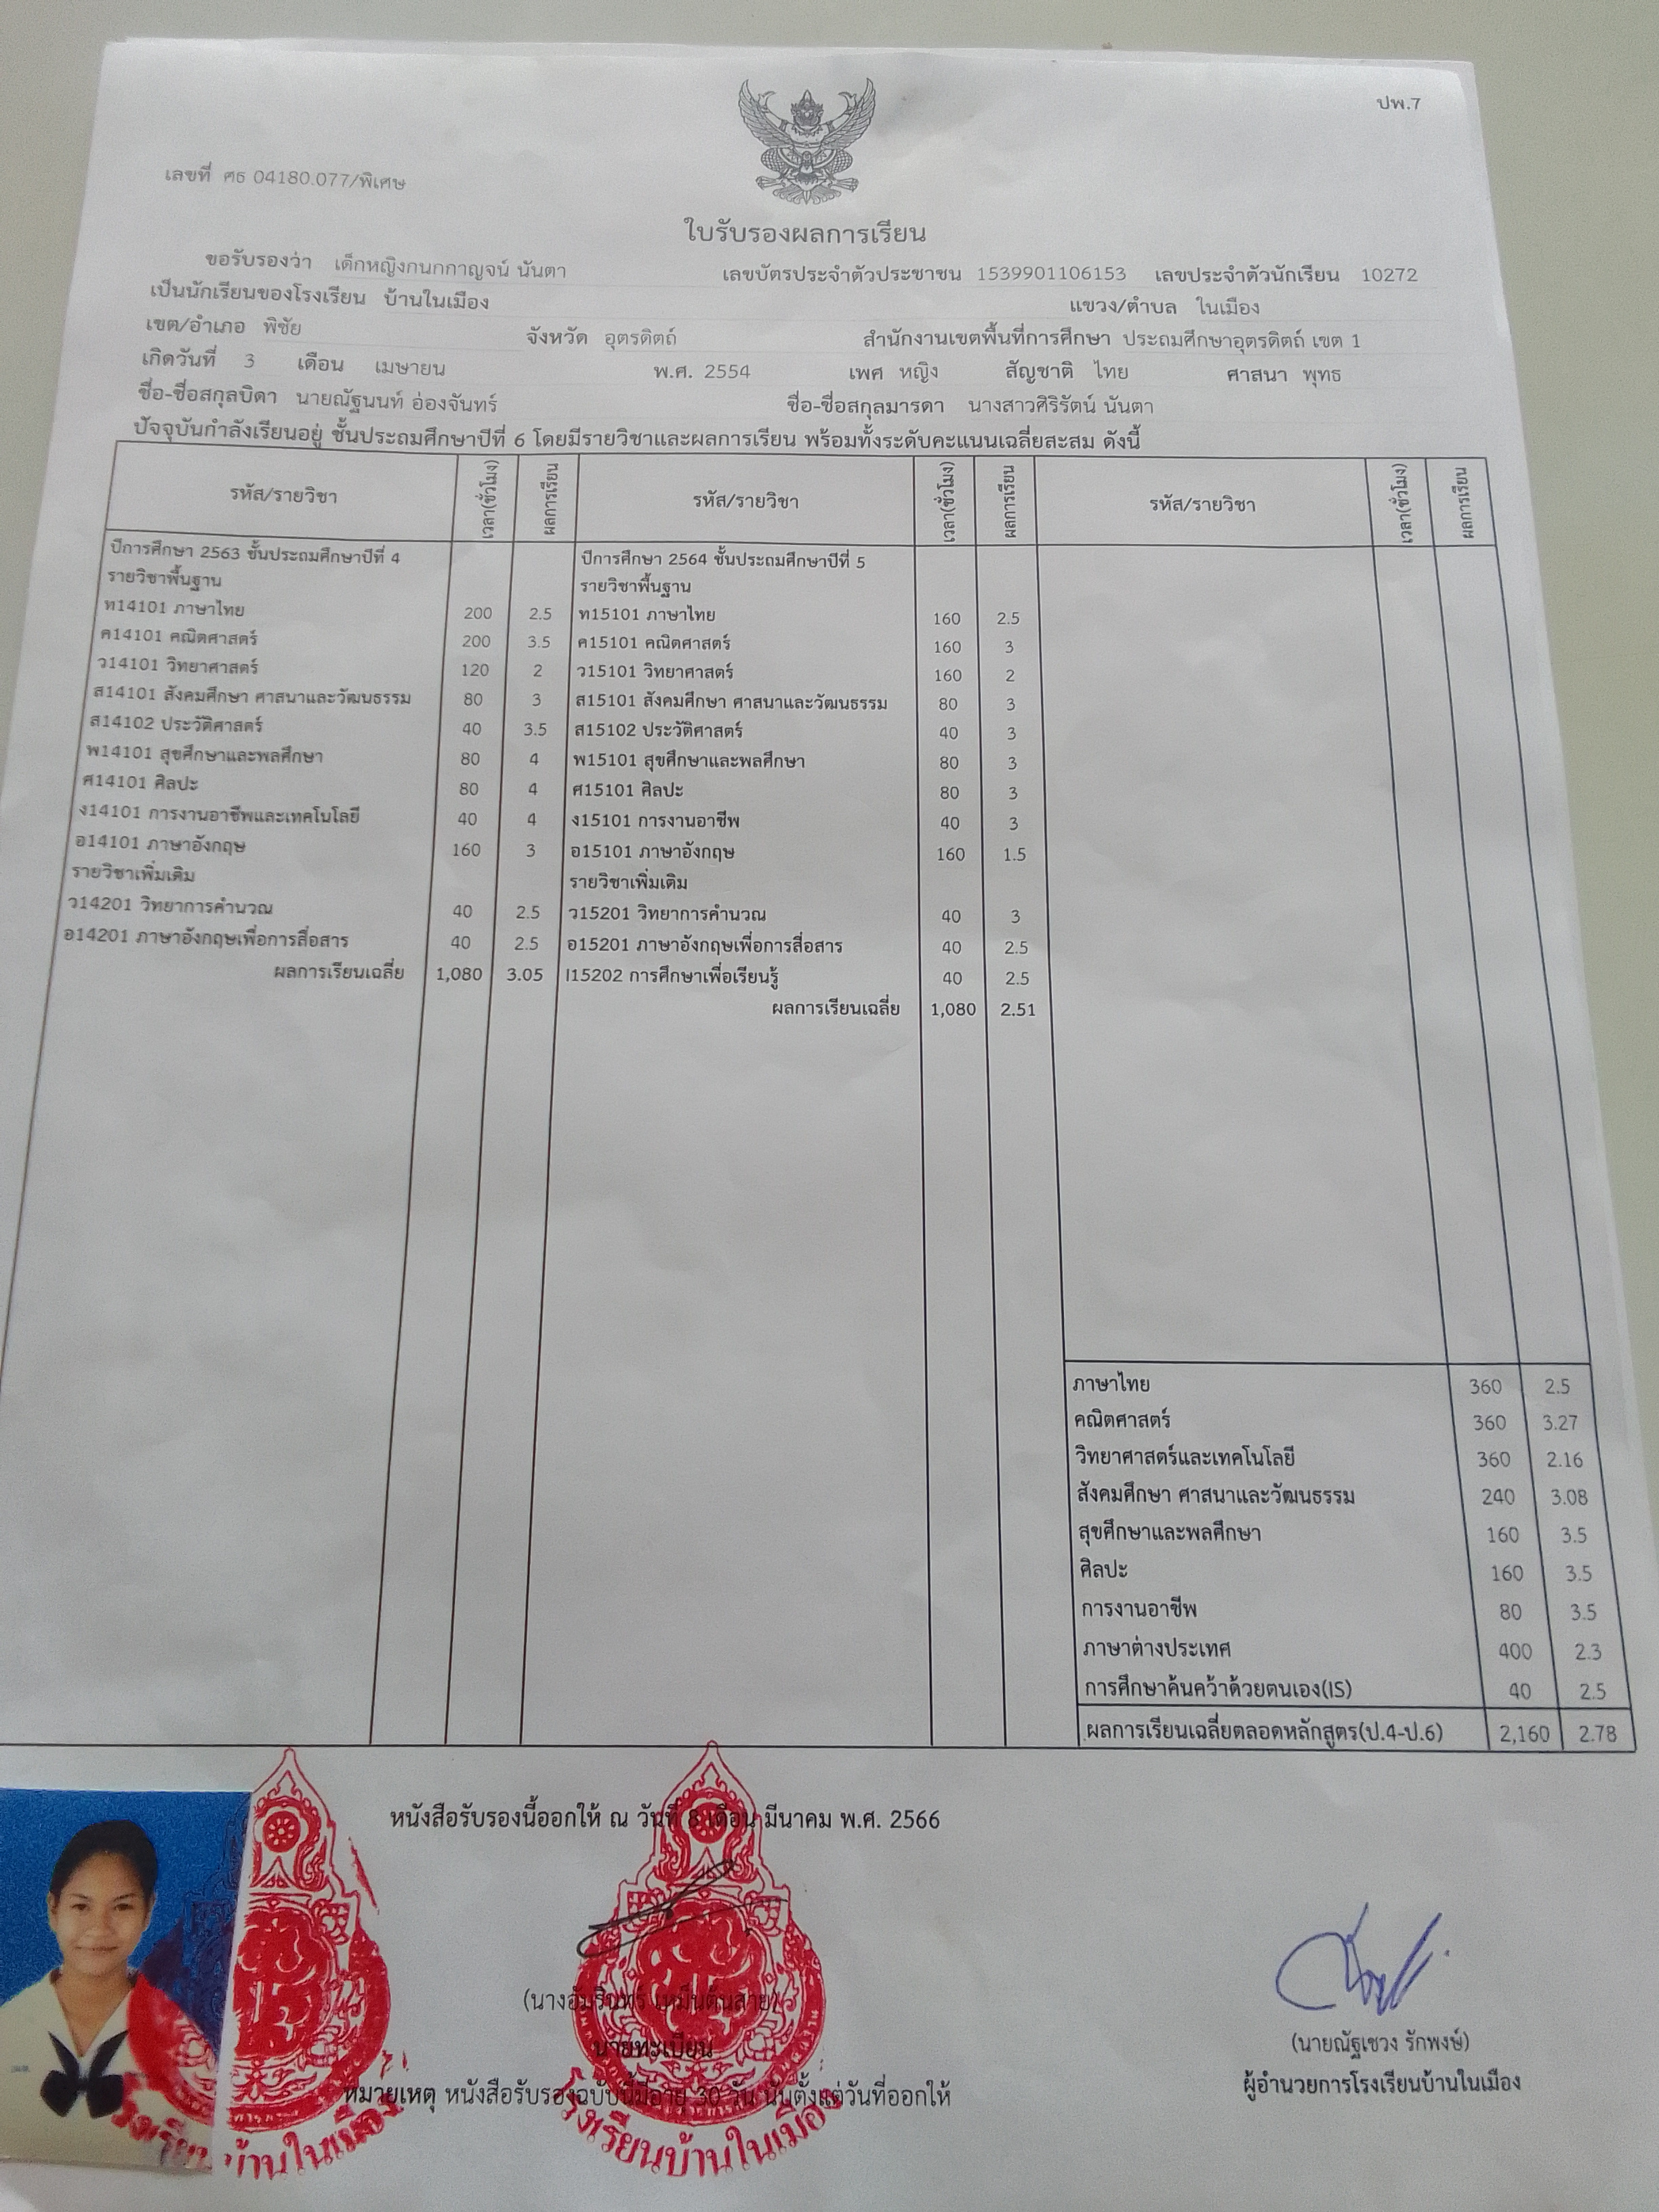 ปพ.7
เลขที่ ศธ 04180.077/พิเศษ
ใบรับรองผลการเรียน
ขอรับรองว่า เด็กหญิงกนกกาญจน์ นันตา เลขบัตรประจำตัวประชาชน 1539901106153 เลขประจำตัวนักเรียน 10272
เป็นนักเรียนของโรงเรียน บ้านในเมือง แขวง/ตำบล ในเมือง
เขต/อำเภอ พิชัย จังหวัด อุตรดิตถ์ สำนักงานเขตพื้นที่การศึกษา ประถมศึกษาอุตรดิตถ์ เขต 1
เกิดวันที่ 3 เดือน เมษายน พ.ศ. 2554 เพศ หญิง สัญชาติ ไทย ศาสนา พุทธ
ชื่อ-ชื่อสกุลบิดา นายณัฐนนท์ อ่องจันทร์ ชื่อ-ชื่อสกุลมารดา นางสาวศิริรัตน์ นันตา
ปัจจุบันกำลังเรียนอยู่ ชั้นประถมศึกษาปีที่ 6 โดยมีรายวิชาและผลการเรียน พร้อมทั้งระดับคะแนนเฉลี่ยสะสม ดังนี้
รหัส/รายวิชา เวลา(ชั่วโมง) ผลการเรียน รหัส/รายวิชา เวลา(ชั่วโมง) ผลการเรียน รหัส/รายวิชา เวลา(ชั่วโมง) ผลการเรียน
ปีการศึกษา 2563 ชั้นประถมศึกษาปีที่ 4
รายวิชาพื้นฐาน
ท14101 ภาษาไทย 200 2.5
ค14101 คณิตศาสตร์ 200 3.5
ว14101 วิทยาศาสตร์ 120 2
ส14101 สังคมศึกษา ศาสนาและวัฒนธรรม 80 3
ส14102 ประวัติศาสตร์ 40 3.5
พ14101 สุขศึกษาและพลศึกษา 80 4
ศ14101 ศิลปะ 80 4
ง14101 การงานอาชีพและเทคโนโลยี 40 4
อ14101 ภาษาอังกฤษ 160 3
รายวิชาเพิ่มเติม
ว14201 วิทยาการคำนวณ 40 2.5
อ14201 ภาษาอังกฤษเพื่อการสื่อสาร 40 2.5
ผลการเรียนเฉลี่ย 1,080 3.05
ปีการศึกษา 2564 ชั้นประถมศึกษาปีที่ 5
รายวิชาพื้นฐาน
ท15101 ภาษาไทย 160 2.5
ค15101 คณิตศาสตร์ 160 3
ว15101 วิทยาศาสตร์ 160 2
ส15101 สังคมศึกษา ศาสนาและวัฒนธรรม 80 3
ส15102 ประวัติศาสตร์ 40 3
พ15101 สุขศึกษาและพลศึกษา 80 3
ศ15101 ศิลปะ 80 3
ง15101 การงานอาชีพ 40 3
อ15101 ภาษาอังกฤษ 160 1.5
รายวิชาเพิ่มเติม
ว15201 วิทยาการคำนวณ 40 3
อ15201 ภาษาอังกฤษเพื่อการสื่อสาร 40 2.5
I15202 การศึกษาเพื่อเรียนรู้ 40 2.5
ผลการเรียนเฉลี่ย 1,080 2.51
ภาษาไทย 360 2.5
คณิตศาสตร์ 360 3.27
วิทยาศาสตร์และเทคโนโลยี 360 2.16
สังคมศึกษา ศาสนาและวัฒนธรรม 240 3.08
สุขศึกษาและพลศึกษา 160 3.5
ศิลปะ 160 3.5
การงานอาชีพ 80 3.5
ภาษาต่างประเทศ 400 2.3
การศึกษาค้นคว้าด้วยตนเอง(IS) 40 2.5
ผลการเรียนเฉลี่ยตลอดหลักสูตร(ป.4-ป.6) 2,160 2.78
หนังสือรับรองนี้ออกให้ ณ วันที่ 8 เดือน มีนาคม พ.ศ. 2566
(นางอัมรินทร์
นายทะเบียน
(นายณัฐเชวง รักพงษ์)
ผู้อำนวยการโรงเรียนบ้านในเมือง
หมายเหตุ หนังสือรับรองฉบับนี้มีอายุ 30 วัน นับตั้งแต่วันที่ออกให้
โรงเรียนบ้านในเมือง
โรงเรียนบ้านในเมือง